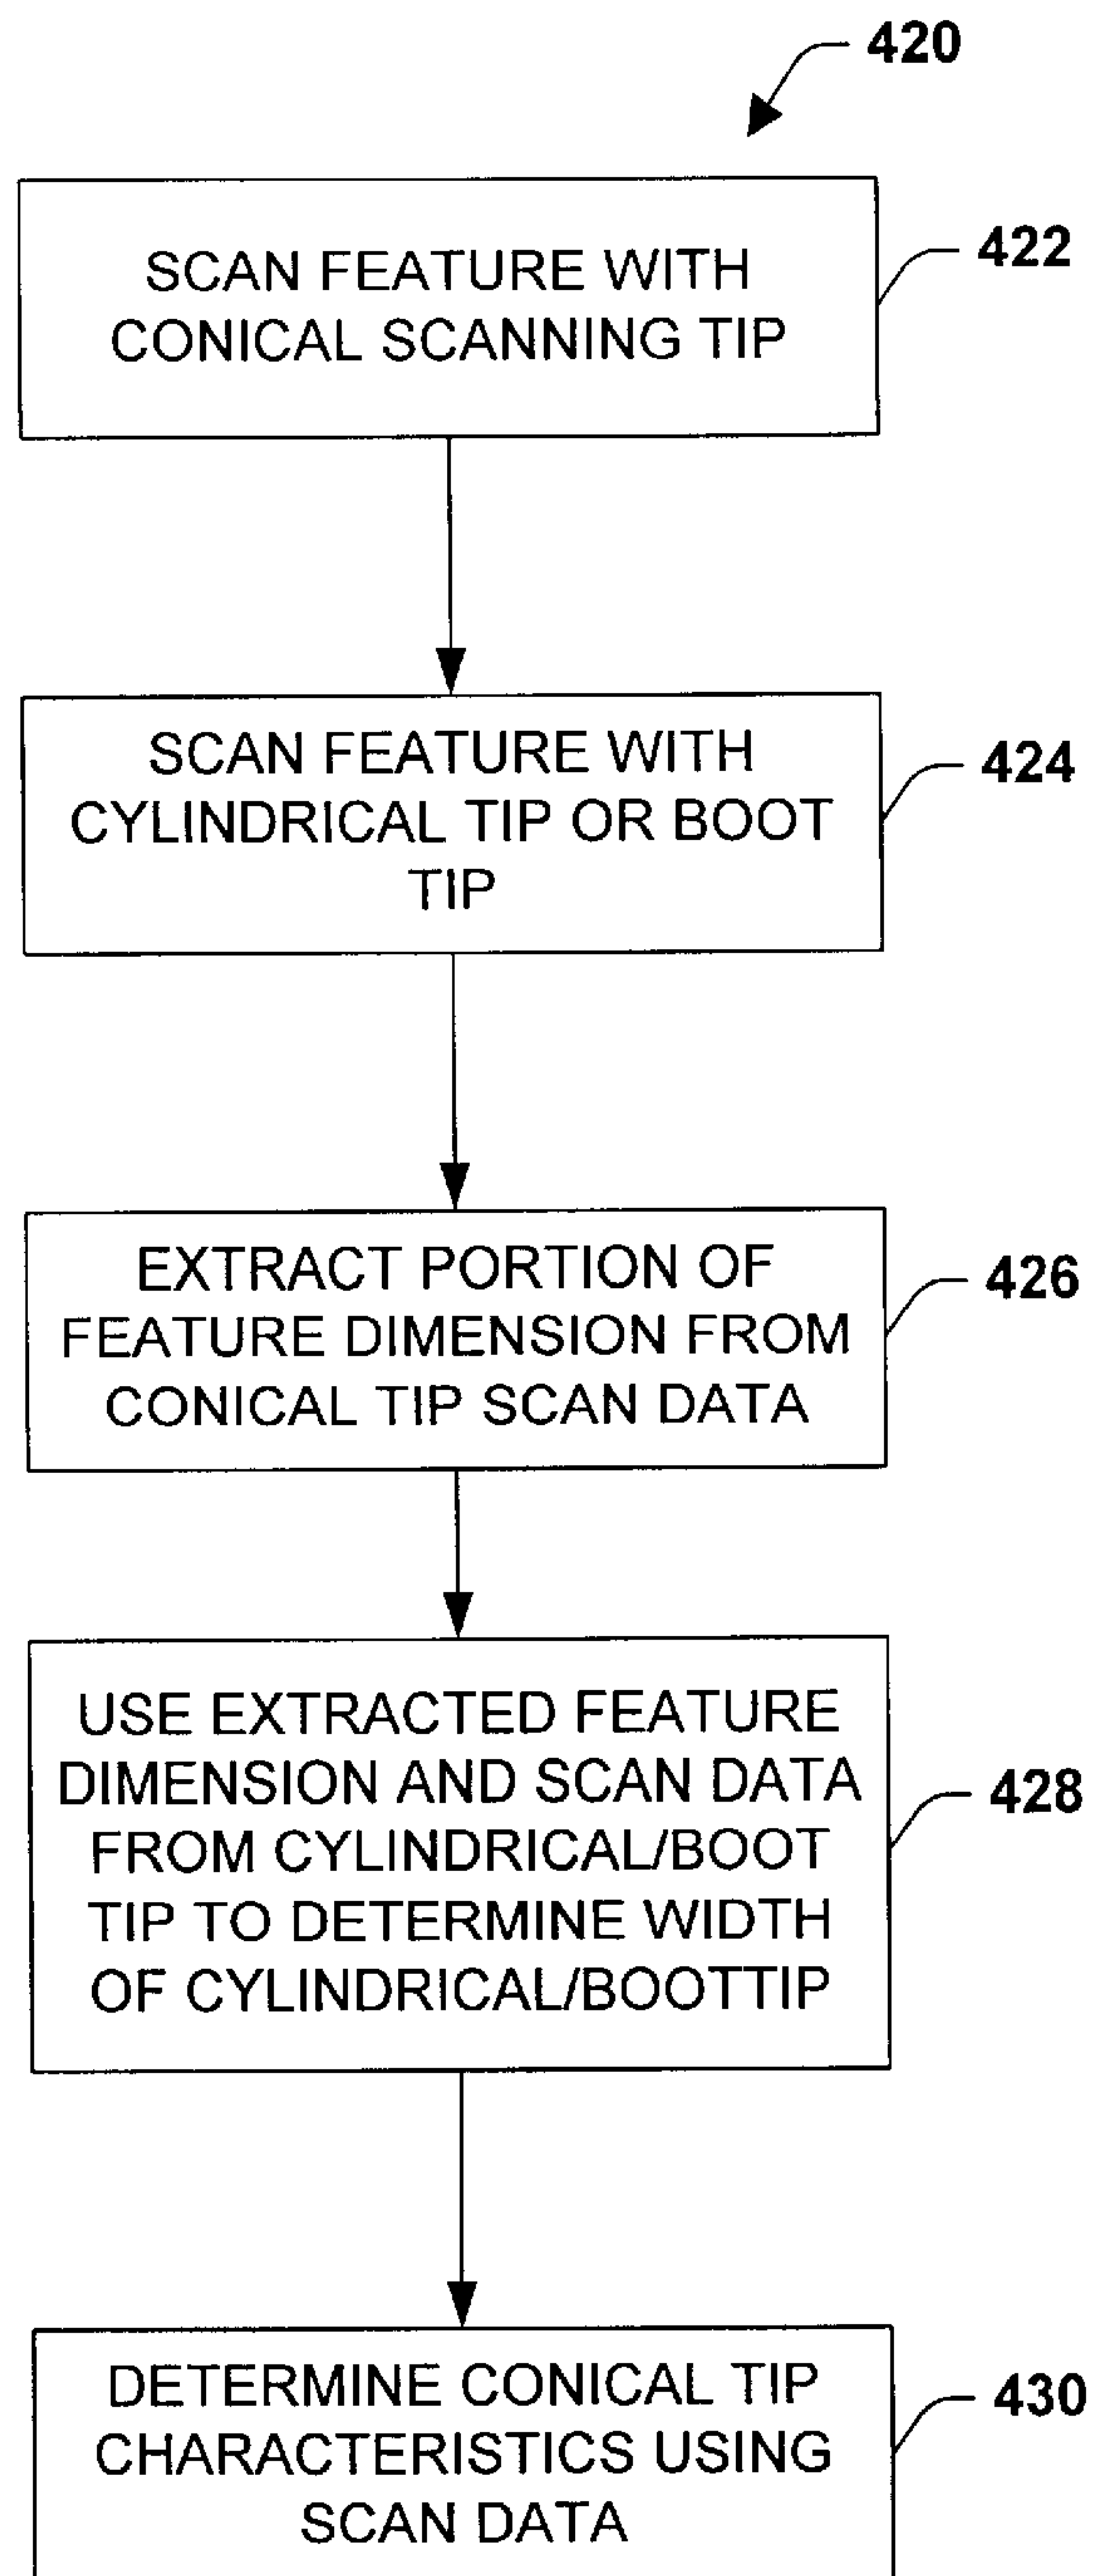 420
SCAN FEATURE WITH
CONICAL SCANNING TIP
422
SCAN FEATURE WITH
CYLINDRICAL TIP OR BOOT
TIP
424
EXTRACT PORTION OF
FEATURE DIMENSION FROM
CONICAL TIP SCAN DATA
426
USE EXTRACTED FEATURE
DIMENSION AND SCAN DATA
FROM CYLINDRICAL/BOOT
TIP TO DETERMINE WIDTH
OF CYLINDRICAL/BOOTTIP
428
DETERMINE CONICAL TIP
CHARACTERISTICS USING
SCAN DATA
430